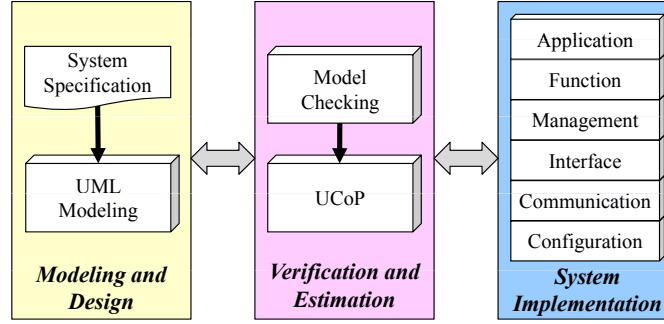 System
Specification
UML
Modeling
Modeling and
Design
Model
Checking
UCoP
Verification and
Estimation
Application
Function
Management
Interface
Communication
Configuration
System
Implementation